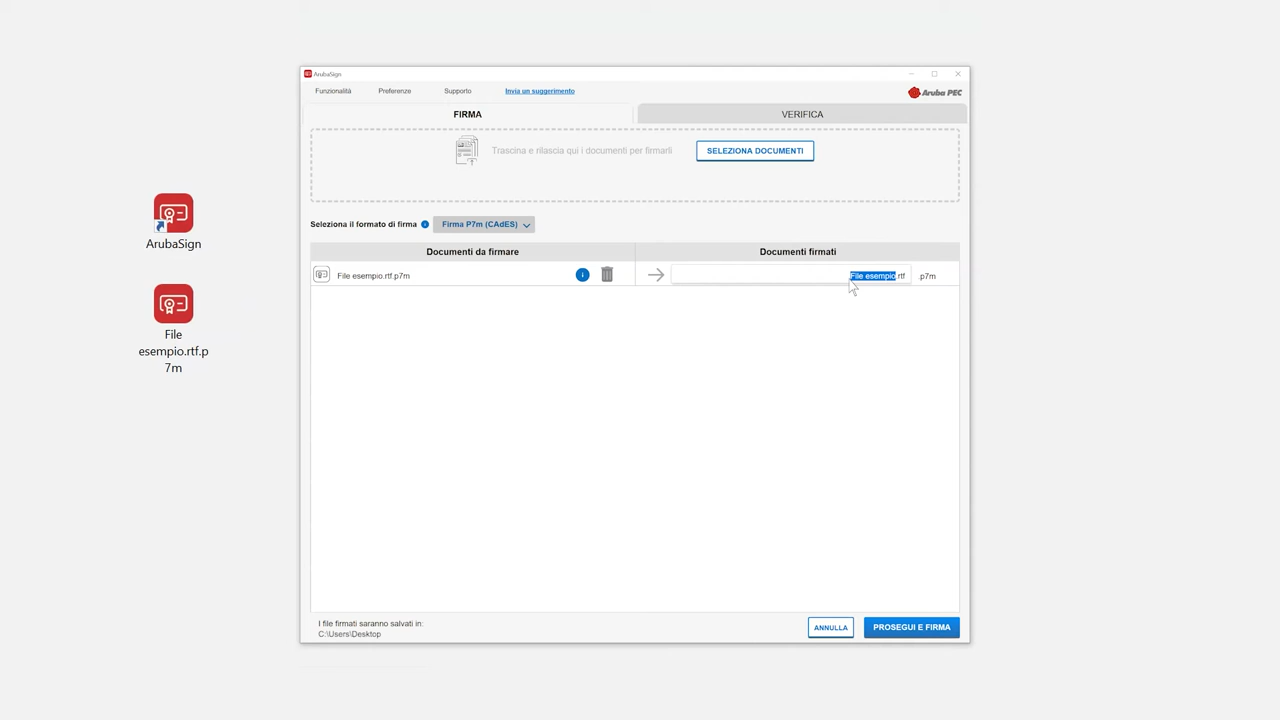 ArubaSign
Funzionalità Preferenze Supporto Invia un suggerimento
Aruba PEC
FIRMA VERIFICA
Trascina e rilascia qui i documenti per firmarli SELEZIONA DOCUMENTI
Seleziona il formato di firma i Firma P7m (CAdES)
Documenti da firmare Documenti firmati
File esempio.rtf.p7m i File esempio.rtf .p7m
I file firmati saranno salvati in:
C:\Users\Desktop
ANNULLA PROSEGUI E FIRMA
ArubaSign
File
esempio.rtf.p
7m